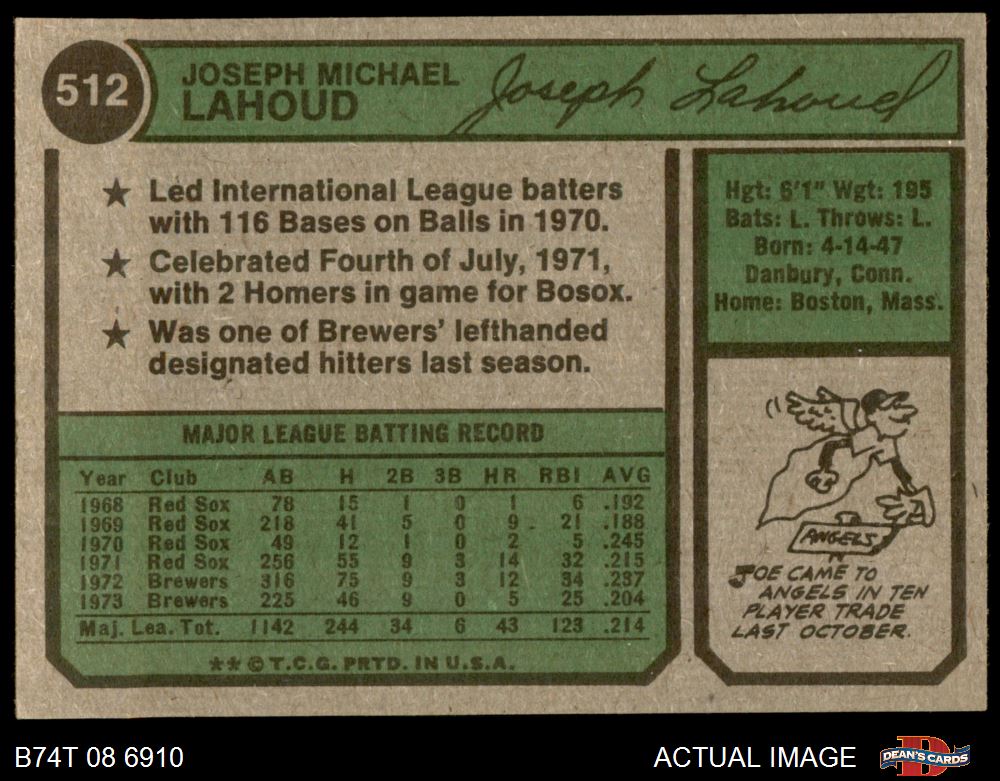 512
JOSEPH MICHAEL
LAHOUD
Joseph Lahoud
★ Led International League batters
with 116 Bases on Balls in 1970.
★ Celebrated Fourth of July, 1971,
with 2 Homers in game for Bosox.
★ Was one of Brewers' lefthanded
designated hitters last season.
Hgt: 6'1" Wgt: 195
Bats: L. Throws: L.
Born: 4-14-47
Danbury, Conn.
Home: Boston, Mass.
MAJOR LEAGUE BATTING RECORD
Year Club AB H 2B 3B HR RBI AVG
1968 Red Sox 78 15 1 0 1 6 .192
1969 Red Sox 218 41 5 0 9 21 .188
1970 Red Sox 49 12 1 0 2 5 .245
1971 Red Sox 256 55 9 3 14 32 .215
1972 Brewers 316 75 9 3 12 34 .237
1973 Brewers 225 46 9 0 5 25 .204
Maj. Lea. Tot. 1142 244 34 6 43 123 .214
★★ © T.C.G. PRTD. IN U.S.A.
ANGELS
JOE CAME TO
ANGELS IN TEN
PLAYER TRADE
LAST OCTOBER.
B74T 08 6910
ACTUAL IMAGE
D
DEAN'S CARDS